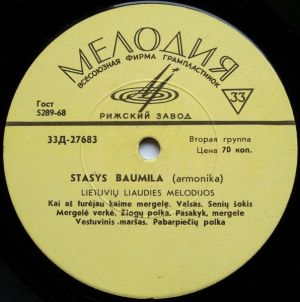 МЕЛОДИЯ
ВСЕСОЮЗНАЯ ФИРМА ГРАМПЛАСТИНОК
33
Гост
5289-68
РИЖСКИЙ ЗАВОД
33Д-27683
Вторая группа
Цена 70 коп.
STASYS BAUMILA (armonika)
LIETUVIŲ LIAUDIES MELODIJOS
Kai aš turėjau kaime mergelę. Valsas. Senių šokis
Mergelė verkė. Žiogų polka. Pasakyk, mergele
Vestuvinis maršas. Pabarpiečių polka